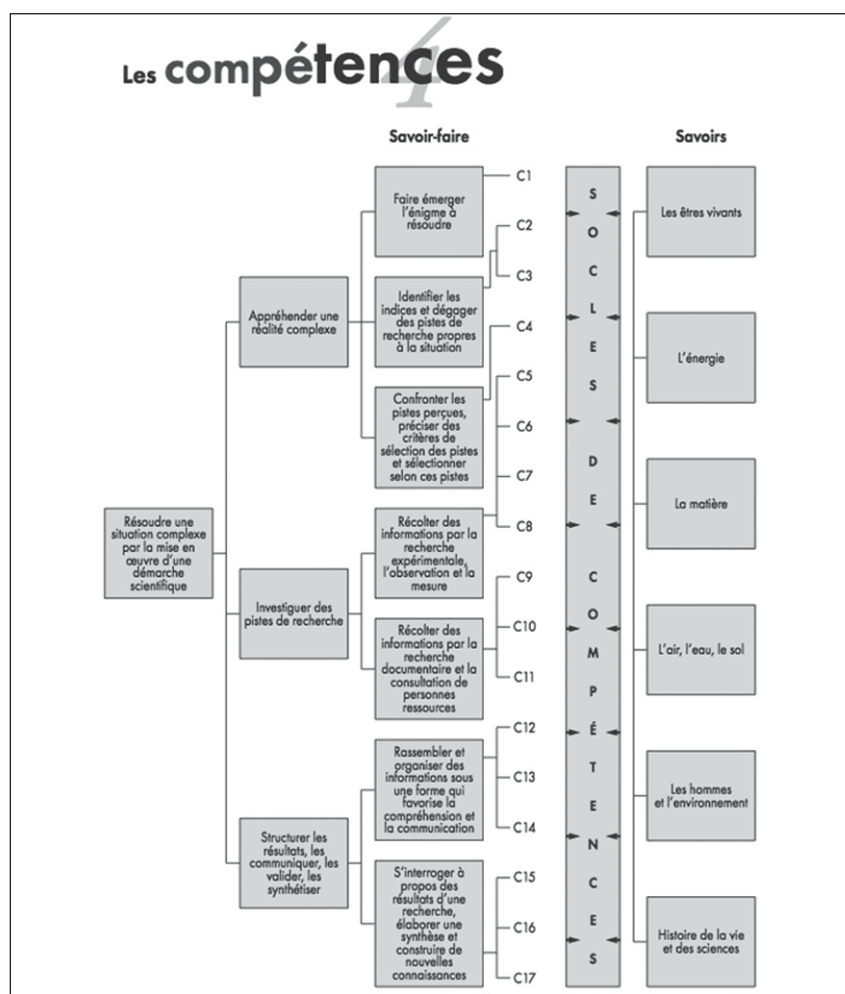 Les compétences
4
Savoir-faire
Savoirs
Résoudre une
situation complexe
par la mise en
œuvre d'une
démarche
scientifique
Appréhender une
réalité complexe
Faire émerger
l'énigme à
résoudre
C1
Identifier les
indices et dégager
des pistes de
recherche propres
à la situation
C2
C3
Confronter les
pistes perçues,
préciser des
critères de
sélection des pistes
et sélectionner
selon ces pistes
C4
Investiguer des
pistes de recherche
Récolter des
informations par la
recherche
expérimentale,
l'observation et la
mesure
C5
C6
C7
C8
Récolter des
informations par la
recherche
documentaire et la
consultation de
personnes
ressources
C9
C10
C11
Structurer les
résultats, les
communiquer, les
valider, les
synthétiser
Rassembler et
organiser des
informations sous
une forme qui
favorise la
compréhension et
la communication
C12
C13
C14
S'interroger à
propos des
résultats d'une
recherche,
élaborer une
synthèse et
construire de
nouvelles
connaissances
C15
C16
C17
SOCLES DE COMPÉTENCES
Les êtres vivants
L'énergie
La matière
L'air, l'eau, le sol
Les hommes
et l'environnement
Histoire de la vie
et des sciences